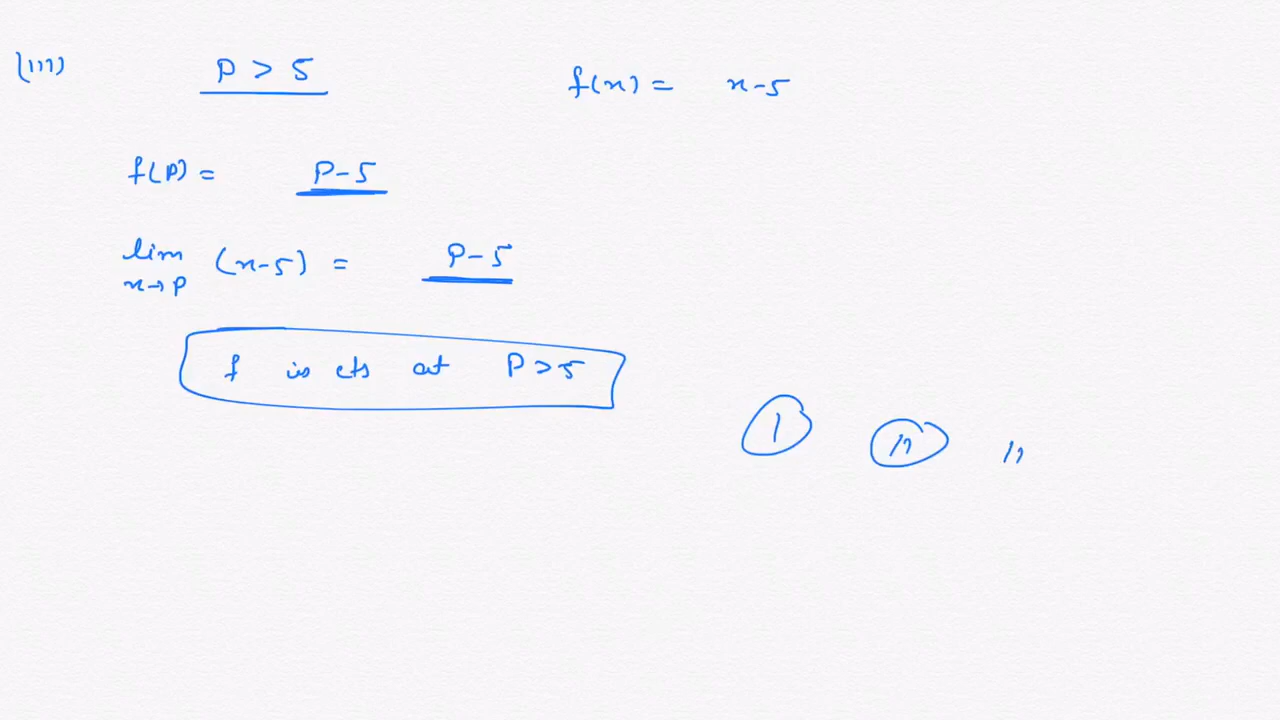 (iii) P > 5 f(x) = x-5
f(P) = P-5
lim (x-5) = P-5
x→P
f is cts at P>5
i ii ii